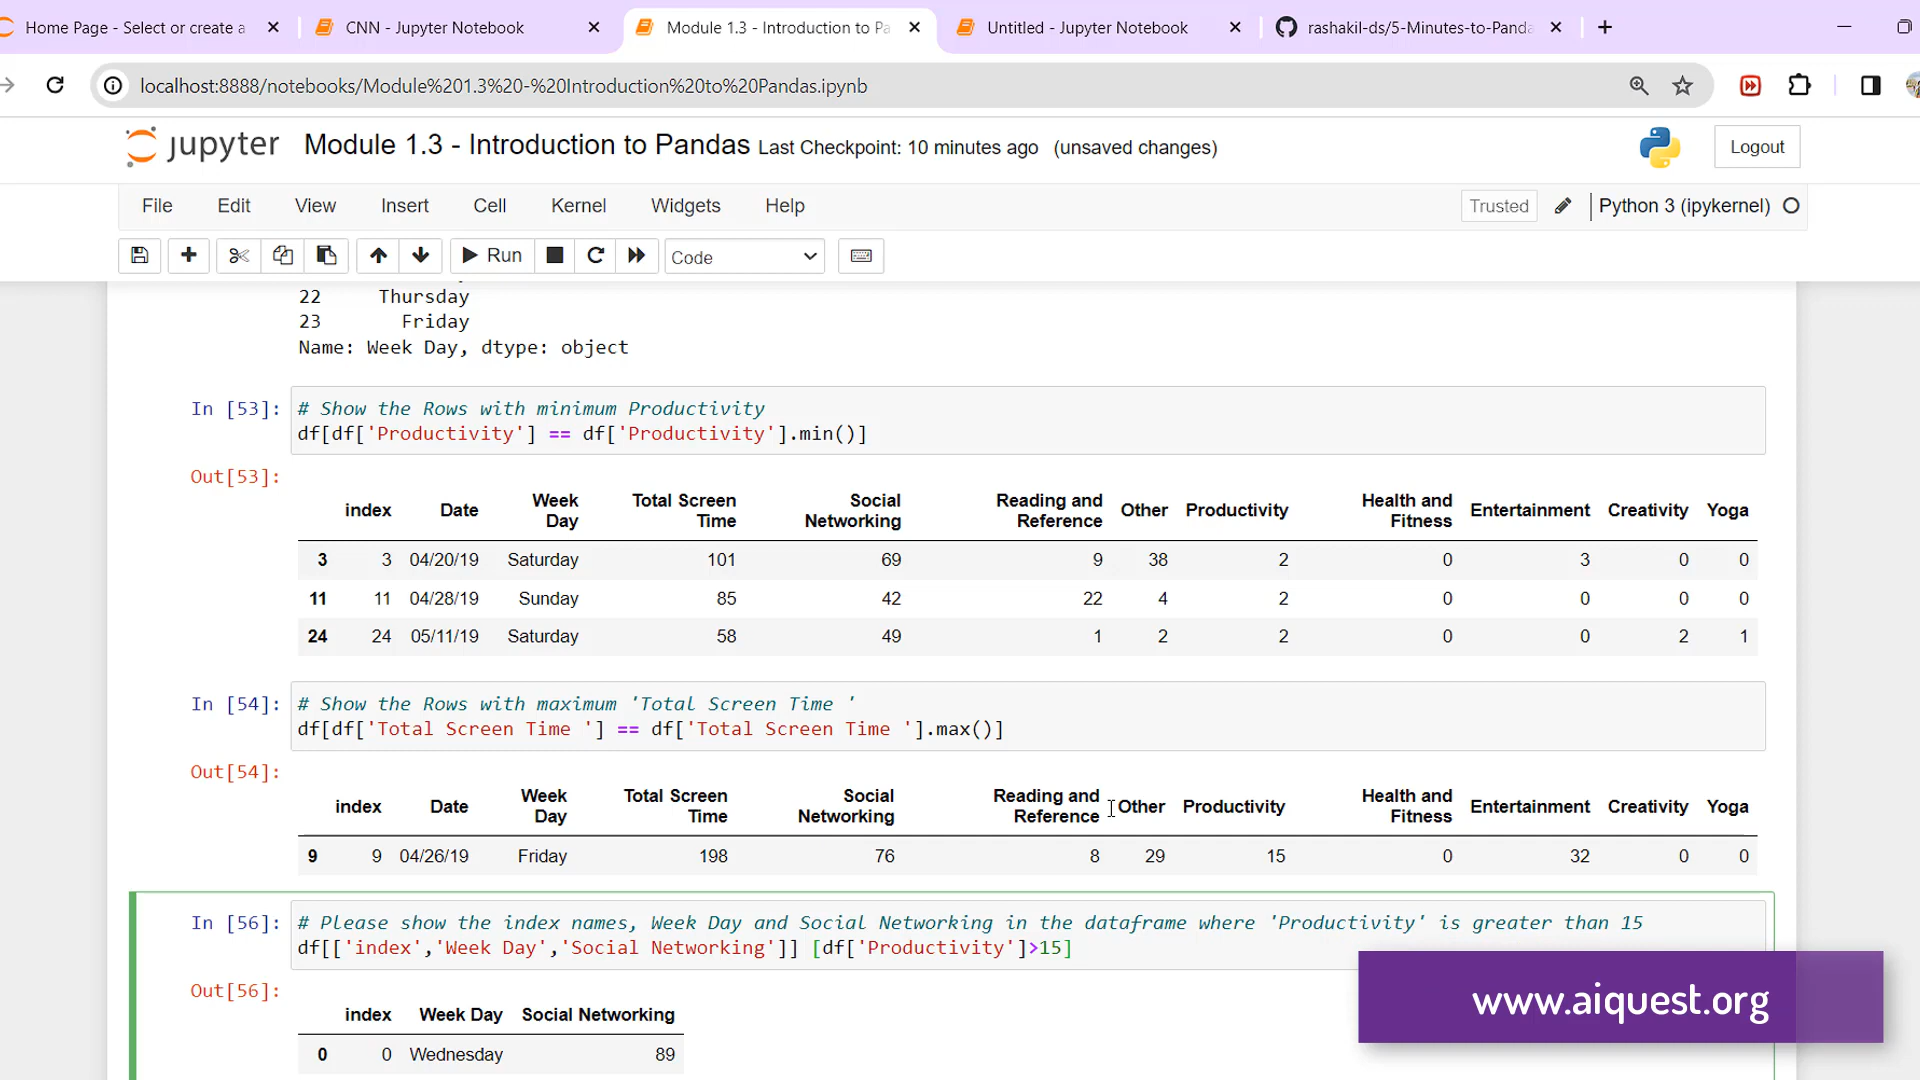 Home Page - Select or create a
CNN - Jupyter Notebook
Module 1.3 - Introduction to Pa
Untitled - Jupyter Notebook
rashakil-ds/5-Minutes-to-Panda
localhost:8888/notebooks/Module%201.3%20-%20Introduction%20to%20Pandas.ipynb
jupyter Module 1.3 - Introduction to Pandas Last Checkpoint: 10 minutes ago (unsaved changes)
Logout
File Edit View Insert Cell Kernel Widgets Help
Trusted Python 3 (ipykernel)
Run Code
22 Thursday
23 Friday
Name: Week Day, dtype: object
In [53]: # Show the Rows with minimum Productivity
df[df['Productivity'] == df['Productivity'].min()]
Out[53]:
index Date Week Day Total Screen Time Social Networking Reading and Reference Other Productivity Health and Fitness Entertainment Creativity Yoga
3 3 04/20/19 Saturday 101 69 9 38 2 0 3 0 0
11 11 04/28/19 Sunday 85 42 22 4 2 0 0 0 0
24 24 05/11/19 Saturday 58 49 1 2 2 0 0 2 1
In [54]: # Show the Rows with maximum 'Total Screen Time '
df[df['Total Screen Time '] == df['Total Screen Time '].max()]
Out[54]:
index Date Week Day Total Screen Time Social Networking Reading and Reference Other Productivity Health and Fitness Entertainment Creativity Yoga
9 9 04/26/19 Friday 198 76 8 29 15 0 32 0 0
In [56]: # Please show the index names, Week Day and Social Networking in the dataframe where 'Productivity' is greater than 15
df[['index','Week Day','Social Networking']] [df['Productivity']>15]
Out[56]:
index Week Day Social Networking
0 0 Wednesday 89
www.aiquest.org